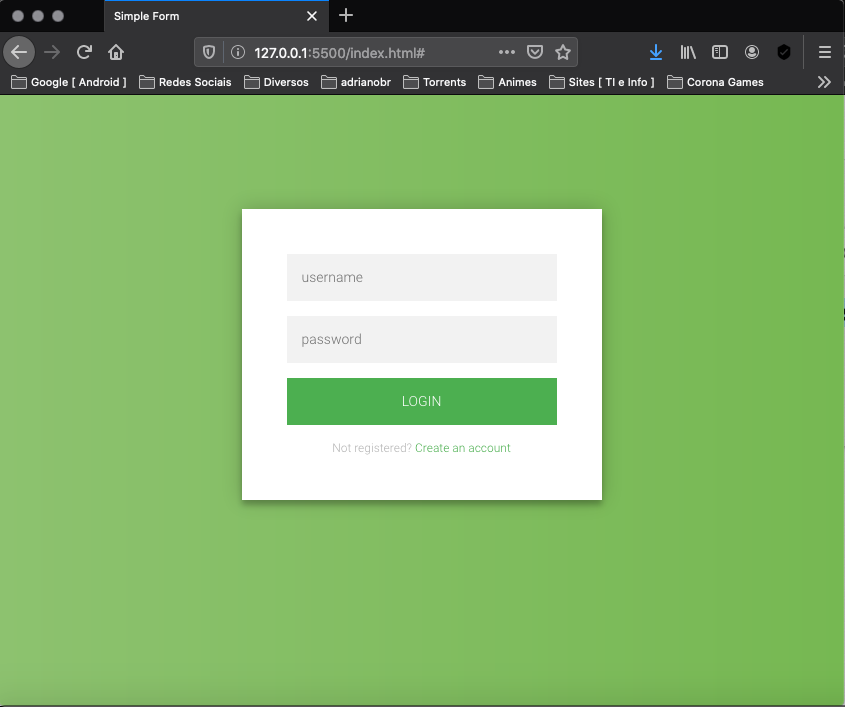 Simple Form
127.0.0.1:5500/index.html#
Google [ Android ] Redes Sociais Diversos adrianobr Torrents Animes Sites [ TI e Info ] Corona Games
username
password
LOGIN
Not registered? Create an account